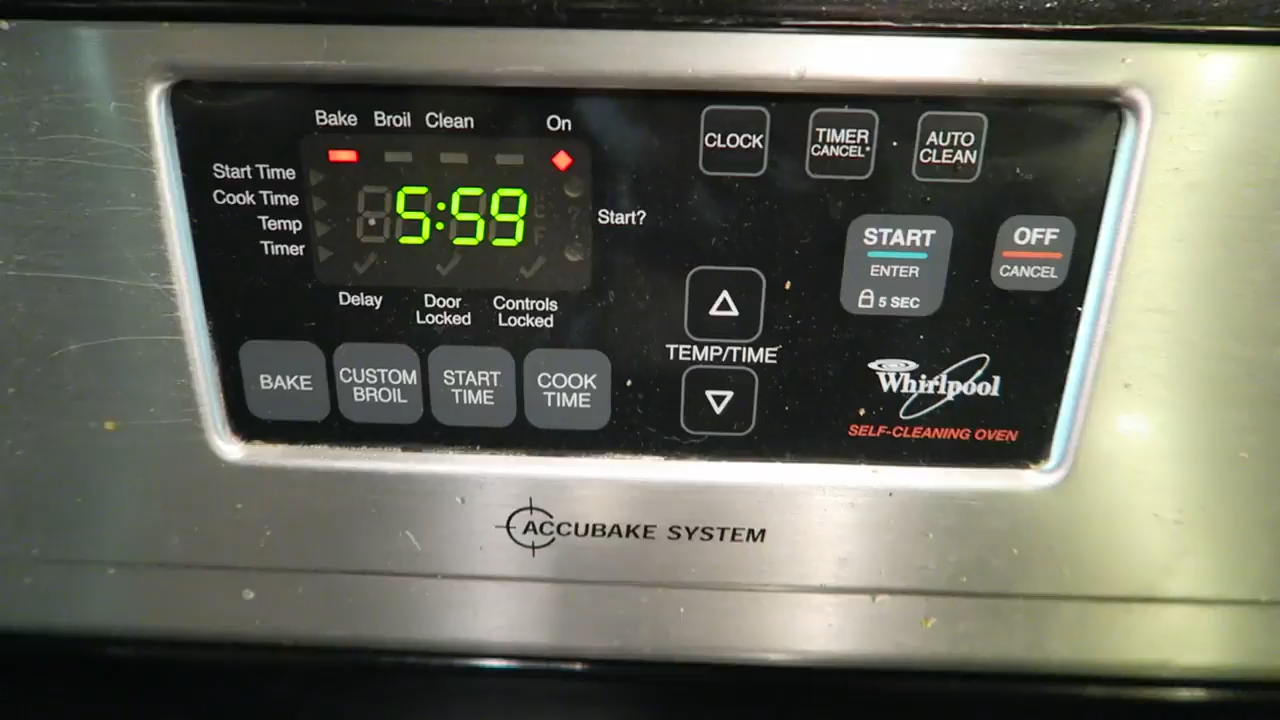 Bake Broil Clean On
Start Time
Cook Time
Temp
Timer
5:59
Start?
Delay
Door
Locked
Controls
Locked
BAKE
CUSTOM
BROIL
START
TIME
COOK
TIME
CLOCK
TIMER
CANCEL*
AUTO
CLEAN
TEMP/TIME
START
ENTER
5 SEC
OFF
CANCEL
Whirlpool
SELF-CLEANING OVEN
ACCUBAKE SYSTEM